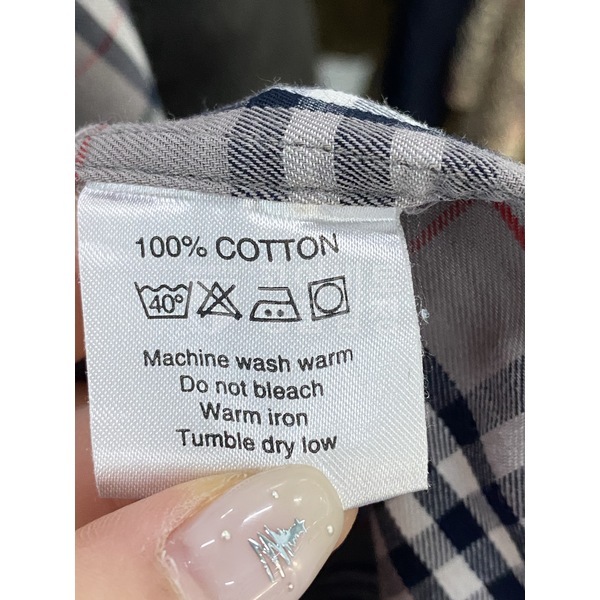 100% COTTON
40°
Machine wash warm
Do not bleach
Warm iron
Tumble dry low